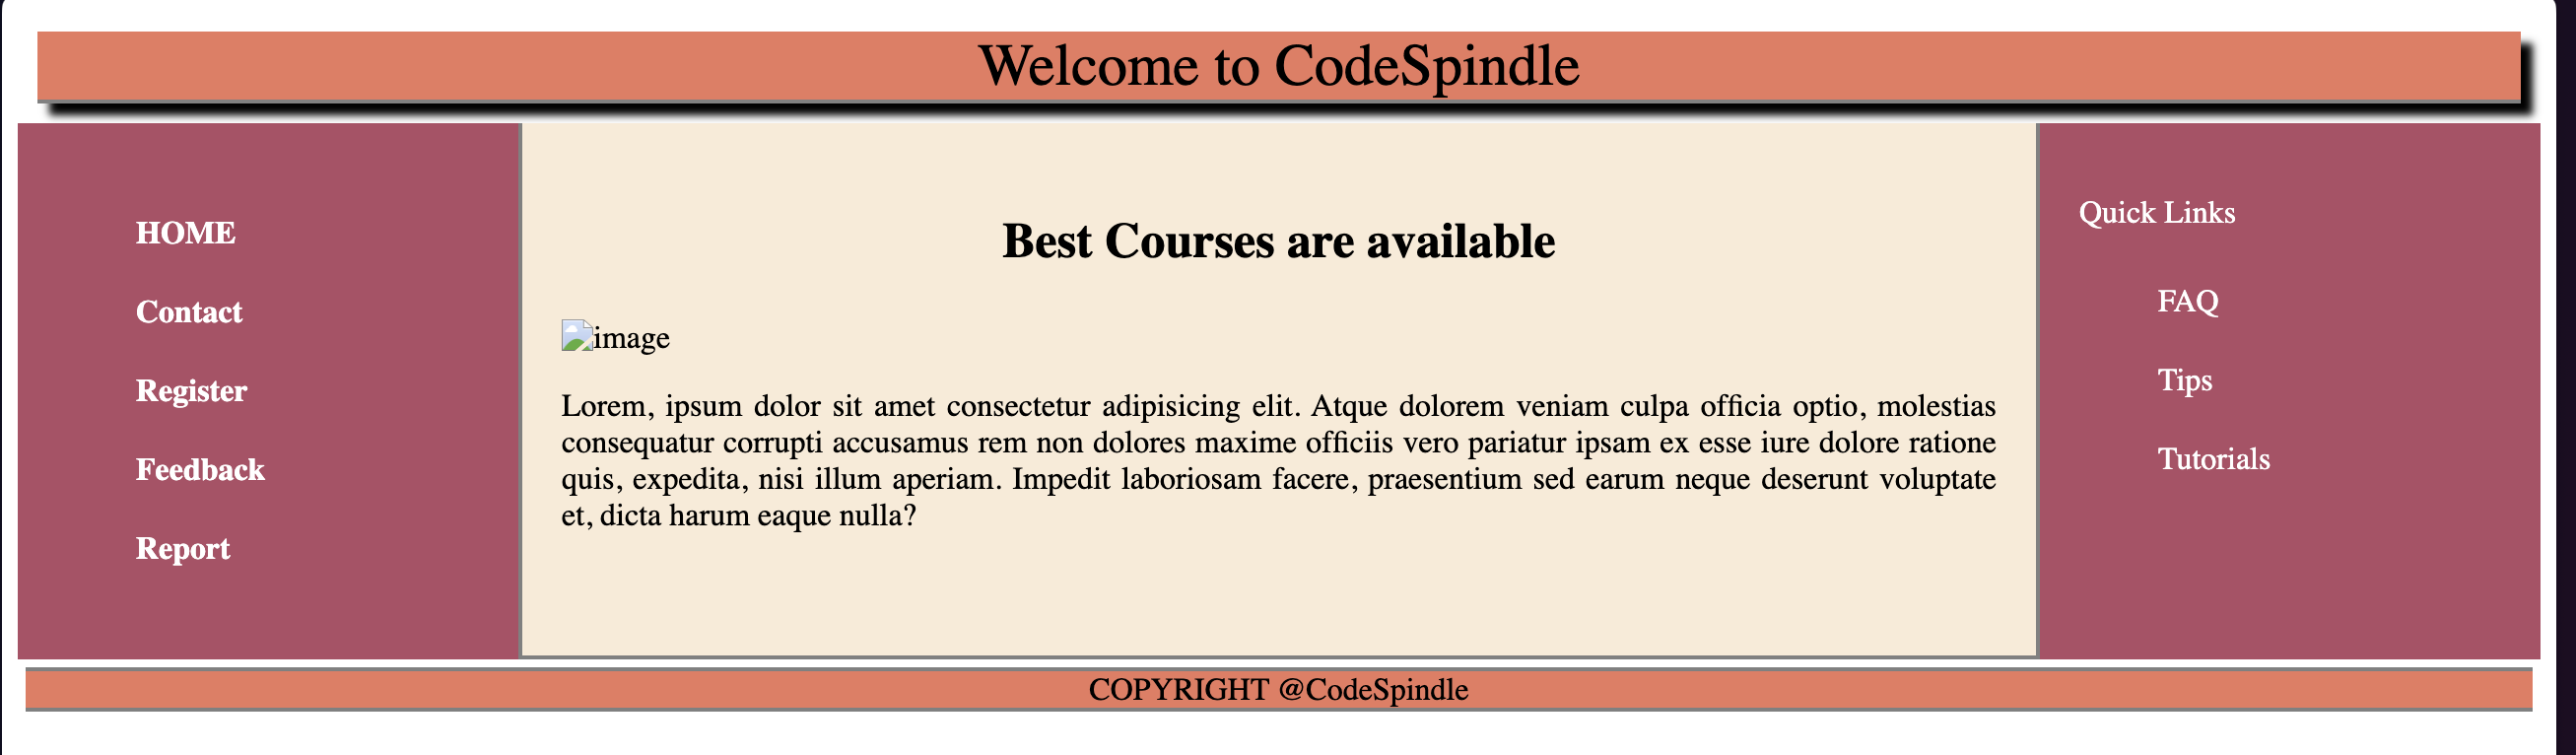 Welcome to CodeSpindle
HOME
Contact
Register
Feedback
Report
Best Courses are available
image
Lorem, ipsum dolor sit amet consectetur adipisicing elit. Atque dolorem veniam culpa officia optio, molestias
consequatur corrupti accusamus rem non dolores maxime officiis vero pariatur ipsam ex esse iure dolore ratione
quis, expedita, nisi illum aperiam. Impedit laboriosam facere, praesentium sed earum neque deserunt voluptate
et, dicta harum eaque nulla?
Quick Links
FAQ
Tips
Tutorials
COPYRIGHT @CodeSpindle